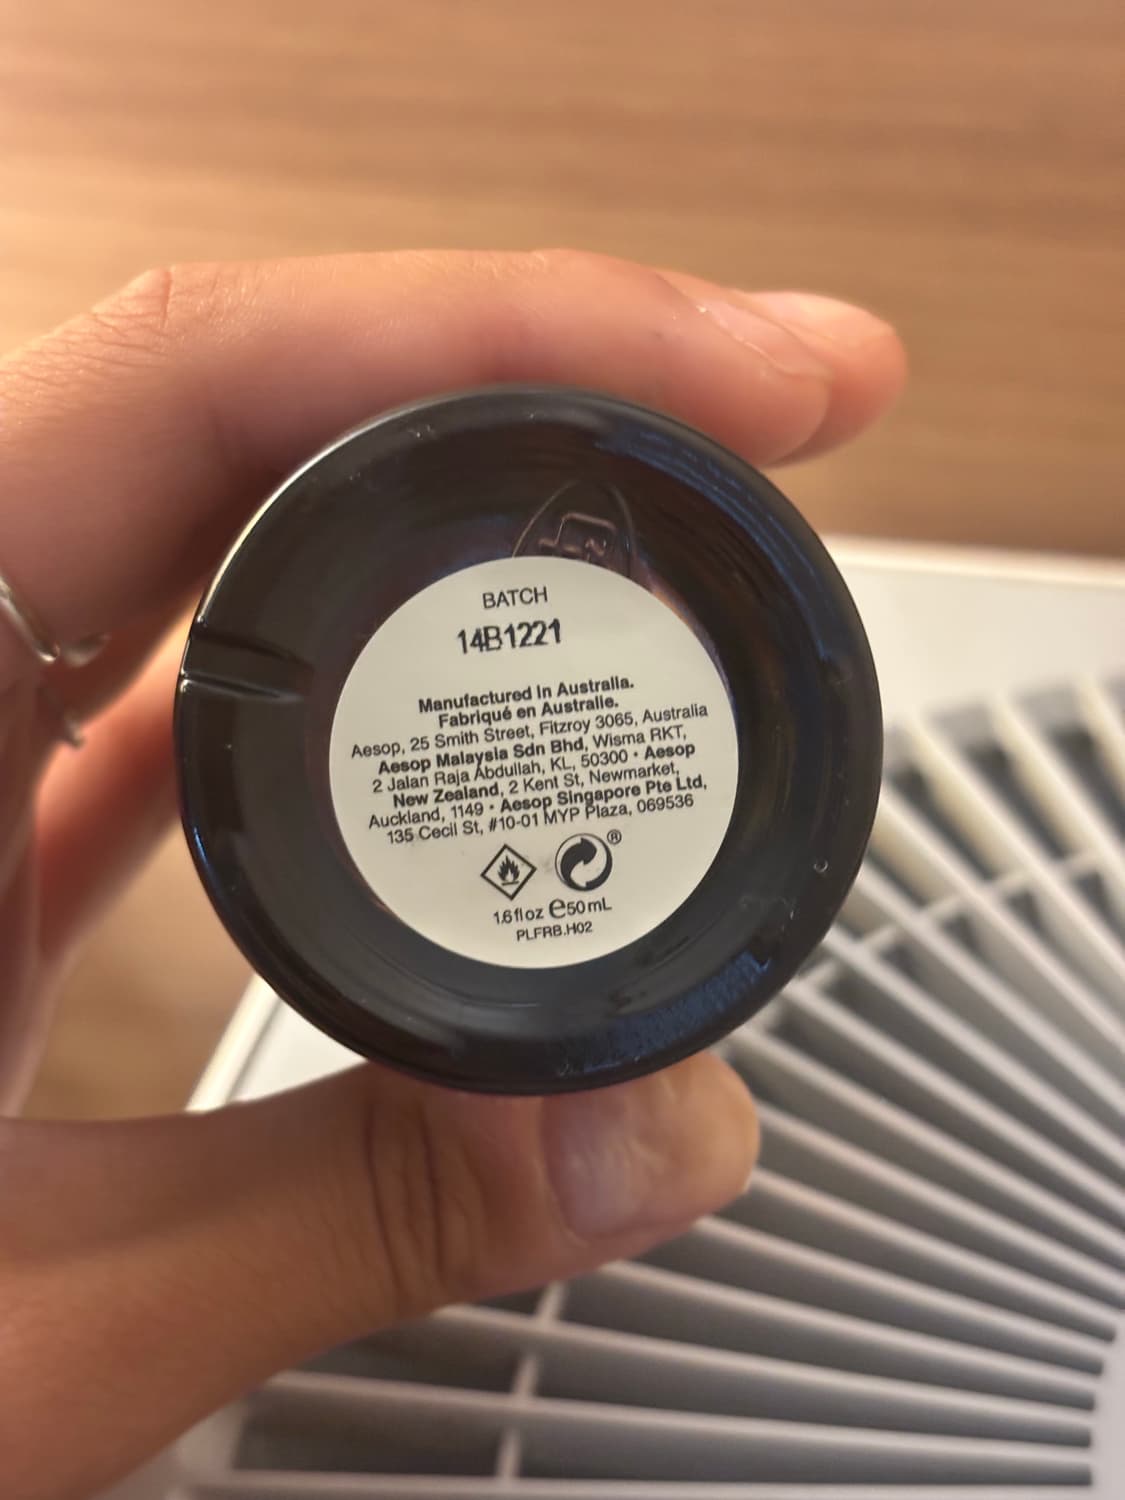 BATCH
14B1221
Manufactured In Australia.
Fabriqué en Australie.
Aesop, 25 Smith Street, Fitzroy 3065, Australia
Aesop Malaysia Sdn Bhd, Wisma RKT,
2 Jalan Raja Abdullah, KL, 50300 • Aesop
New Zealand, 2 Kent St, Newmarket,
Auckland, 1149 • Aesop Singapore Pte Ltd,
135 Cecil St, #10-01 MYP Plaza, 069536
®
1.6 fl oz e 50 mL
PLFRB.H02